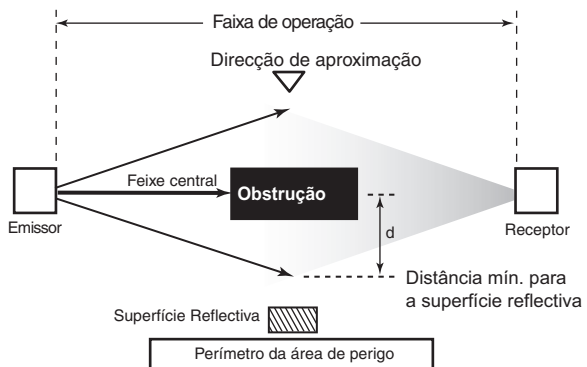 Faixa de operação
Direcção de aproximação
Feixe central
Obstrução
Emissor
d
Receptor
Distância mín. para
a superfície reflectiva
Superfície Reflectiva
Perímetro da área de perigo